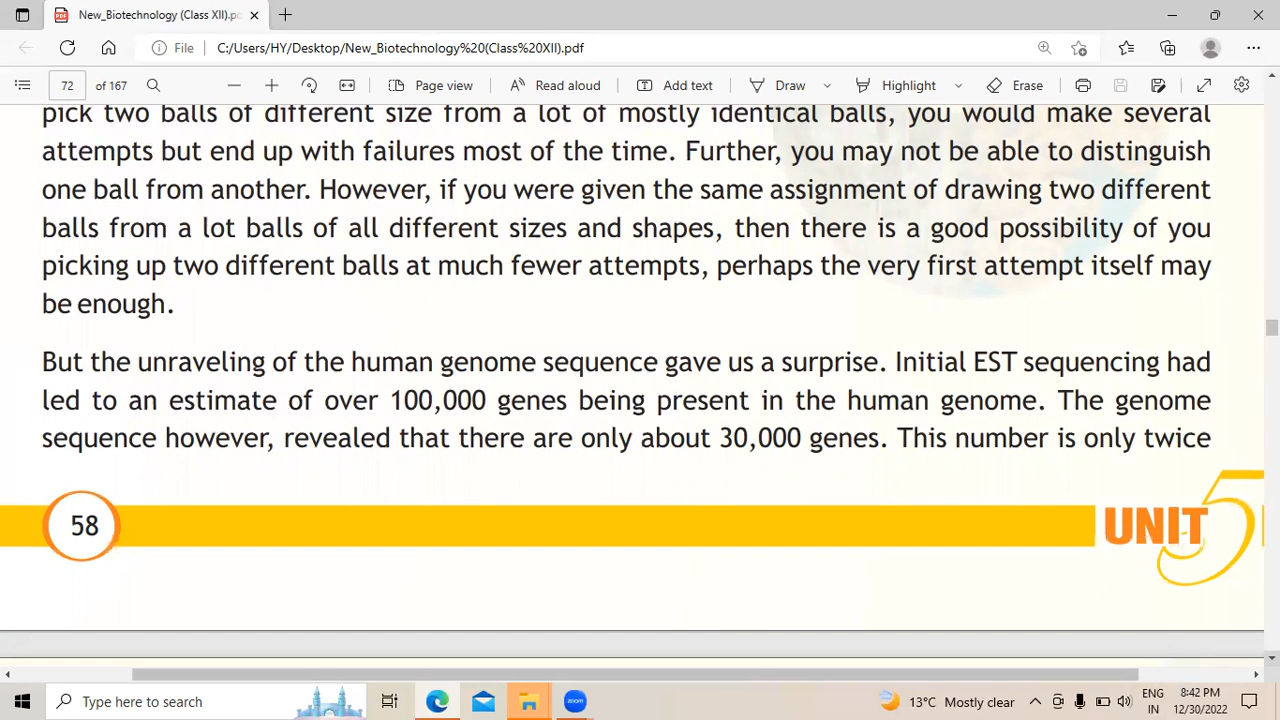 New_Biotechnology (Class XII).pd
File C:/Users/HY/Desktop/New_Biotechnology%20(Class%20XII).pdf
72 of 167 Page view Read aloud Add text Draw Highlight Erase
pick two balls of different size from a lot of mostly identical balls, you would make several
attempts but end up with failures most of the time. Further, you may not be able to distinguish
one ball from another. However, if you were given the same assignment of drawing two different
balls from a lot balls of all different sizes and shapes, then there is a good possibility of you
picking up two different balls at much fewer attempts, perhaps the very first attempt itself may
be enough.
But the unraveling of the human genome sequence gave us a surprise. Initial EST sequencing had
led to an estimate of over 100,000 genes being present in the human genome. The genome
sequence however, revealed that there are only about 30,000 genes. This number is only twice
58 UNIT 5
Type here to search zoom 13°C Mostly clear ENG IN 8:42 PM 12/30/2022